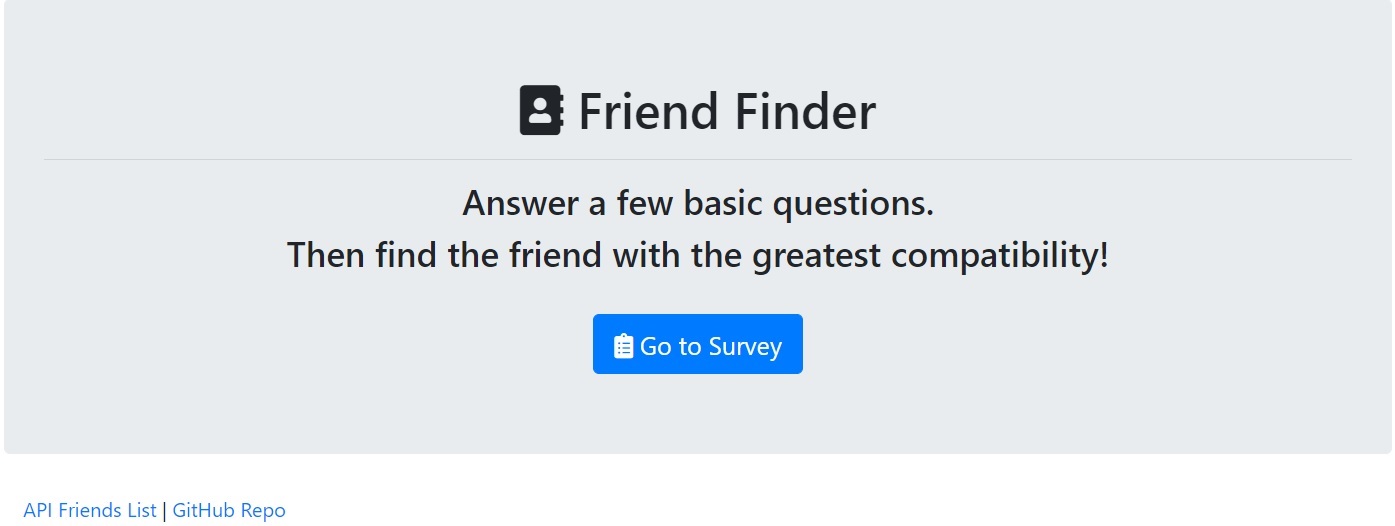 Friend Finder
Answer a few basic questions.
Then find the friend with the greatest compatibility!
Go to Survey
API Friends List | GitHub Repo